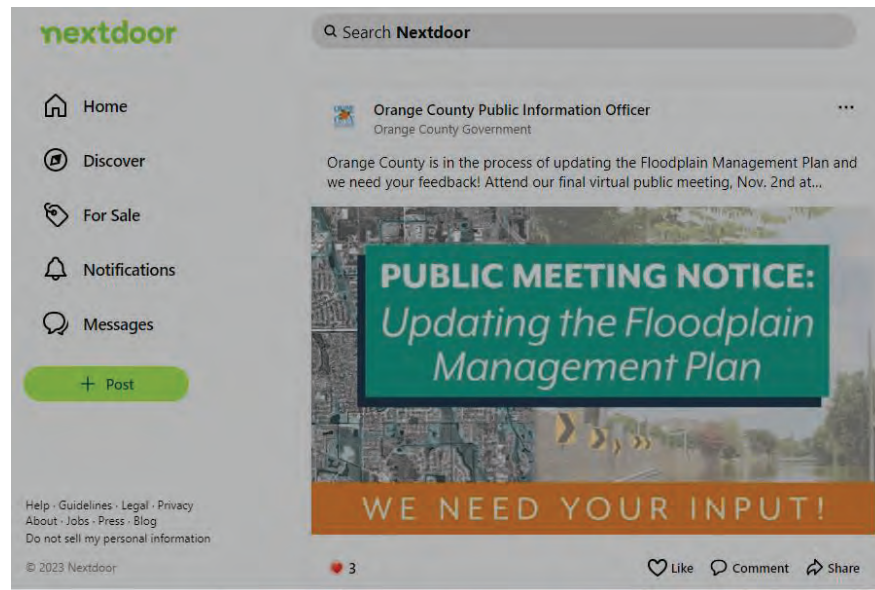 nextdoor
Search Nextdoor
Home
Discover
For Sale
Notifications
Messages
+ Post
Help · Guidelines · Legal · Privacy
About · Jobs · Press · Blog
Do not sell my personal information
© 2023 Nextdoor
Orange County Public Information Officer
Orange County Government
Orange County is in the process of updating the Floodplain Management Plan and
we need your feedback! Attend our final virtual public meeting, Nov. 2nd at...
PUBLIC MEETING NOTICE:
Updating the Floodplain
Management Plan
WE NEED YOUR INPUT!
3
Like Comment Share